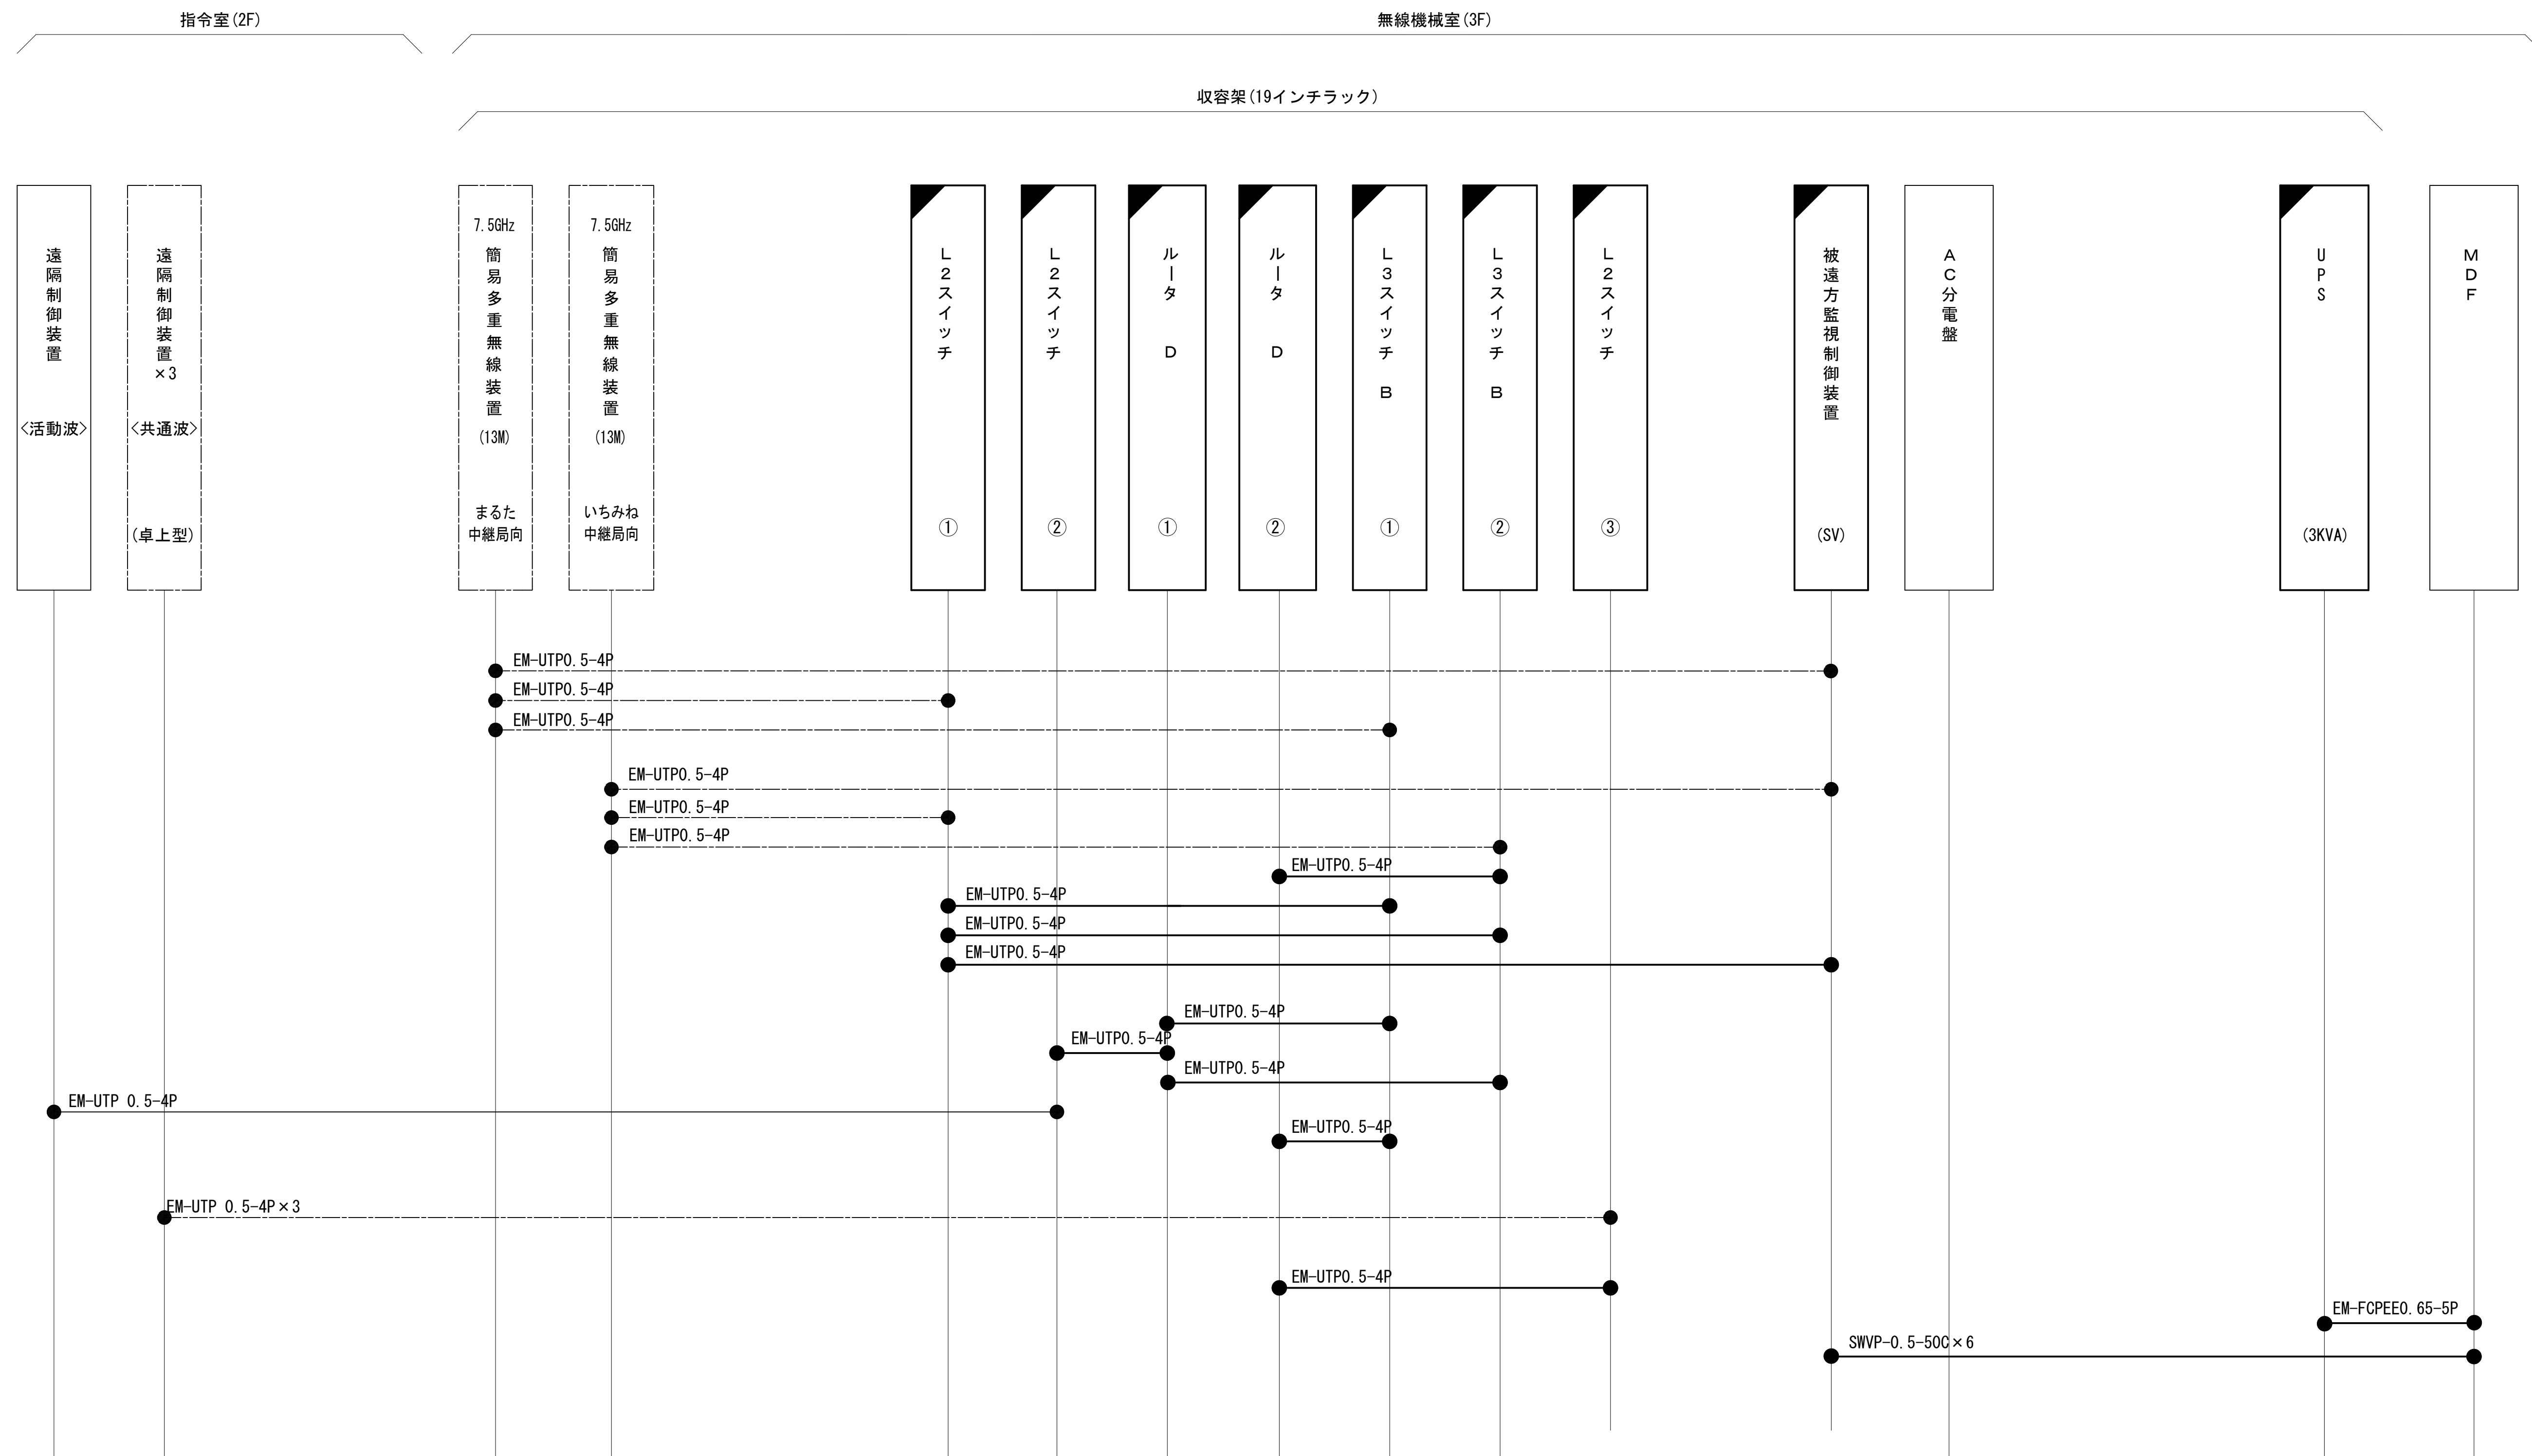 指令室(2F)
無線機械室(3F)
収容架(19インチラック)
遠隔制御装置
<活動波>
遠隔制御装置×3
<共通波>
(卓上型)
7.5GHz
簡易多重無線装置
(13M)
まるた
中継局向
7.5GHz
簡易多重無線装置
(13M)
いちみね
中継局向
L2スイッチ
①
L2スイッチ
②
ルータ D
①
ルータ D
②
L3スイッチ B
①
L3スイッチ B
②
L2スイッチ
③
被遠方監視制御装置
(SV)
AC分電盤
UPS
(3KVA)
MDF
EM-UTP0.5-4P
EM-UTP0.5-4P
EM-UTP0.5-4P
EM-UTP0.5-4P
EM-UTP0.5-4P
EM-UTP0.5-4P
EM-UTP0.5-4P
EM-UTP0.5-4P
EM-UTP0.5-4P
EM-UTP0.5-4P
EM-UTP0.5-4P
EM-UTP0.5-4P
EM-UTP0.5-4P
EM-UTP 0.5-4P
EM-UTP0.5-4P
EM-UTP 0.5-4P×3
EM-UTP0.5-4P
EM-FCPEE0.65-5P
SWVP-0.5-50C×6